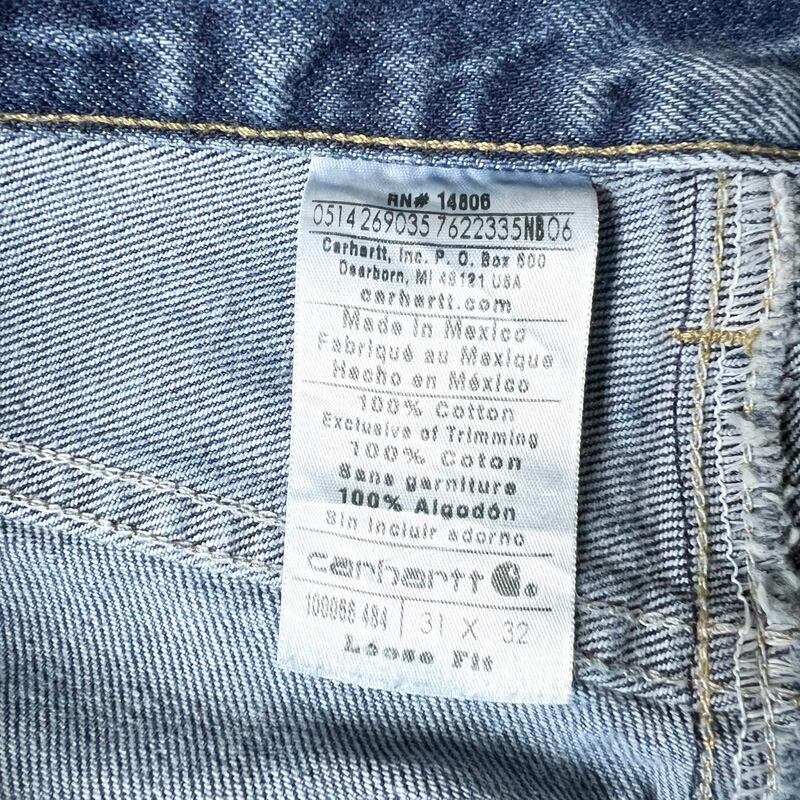 RN# 14806
0514 269035 7622335NB06
Carhartt, Inc. P. O. Box 600
Dearborn, MI 48121 USA
carhartt.com
Made in Mexico
Fabriqué au Mexique
Hecho en México
100% Cotton
Exclusive of Trimming
100% Coton
Sans garniture
100% Algodón
Sin incluir adorno
carhartt
100068 484 | 31 X 32
Loose Fit